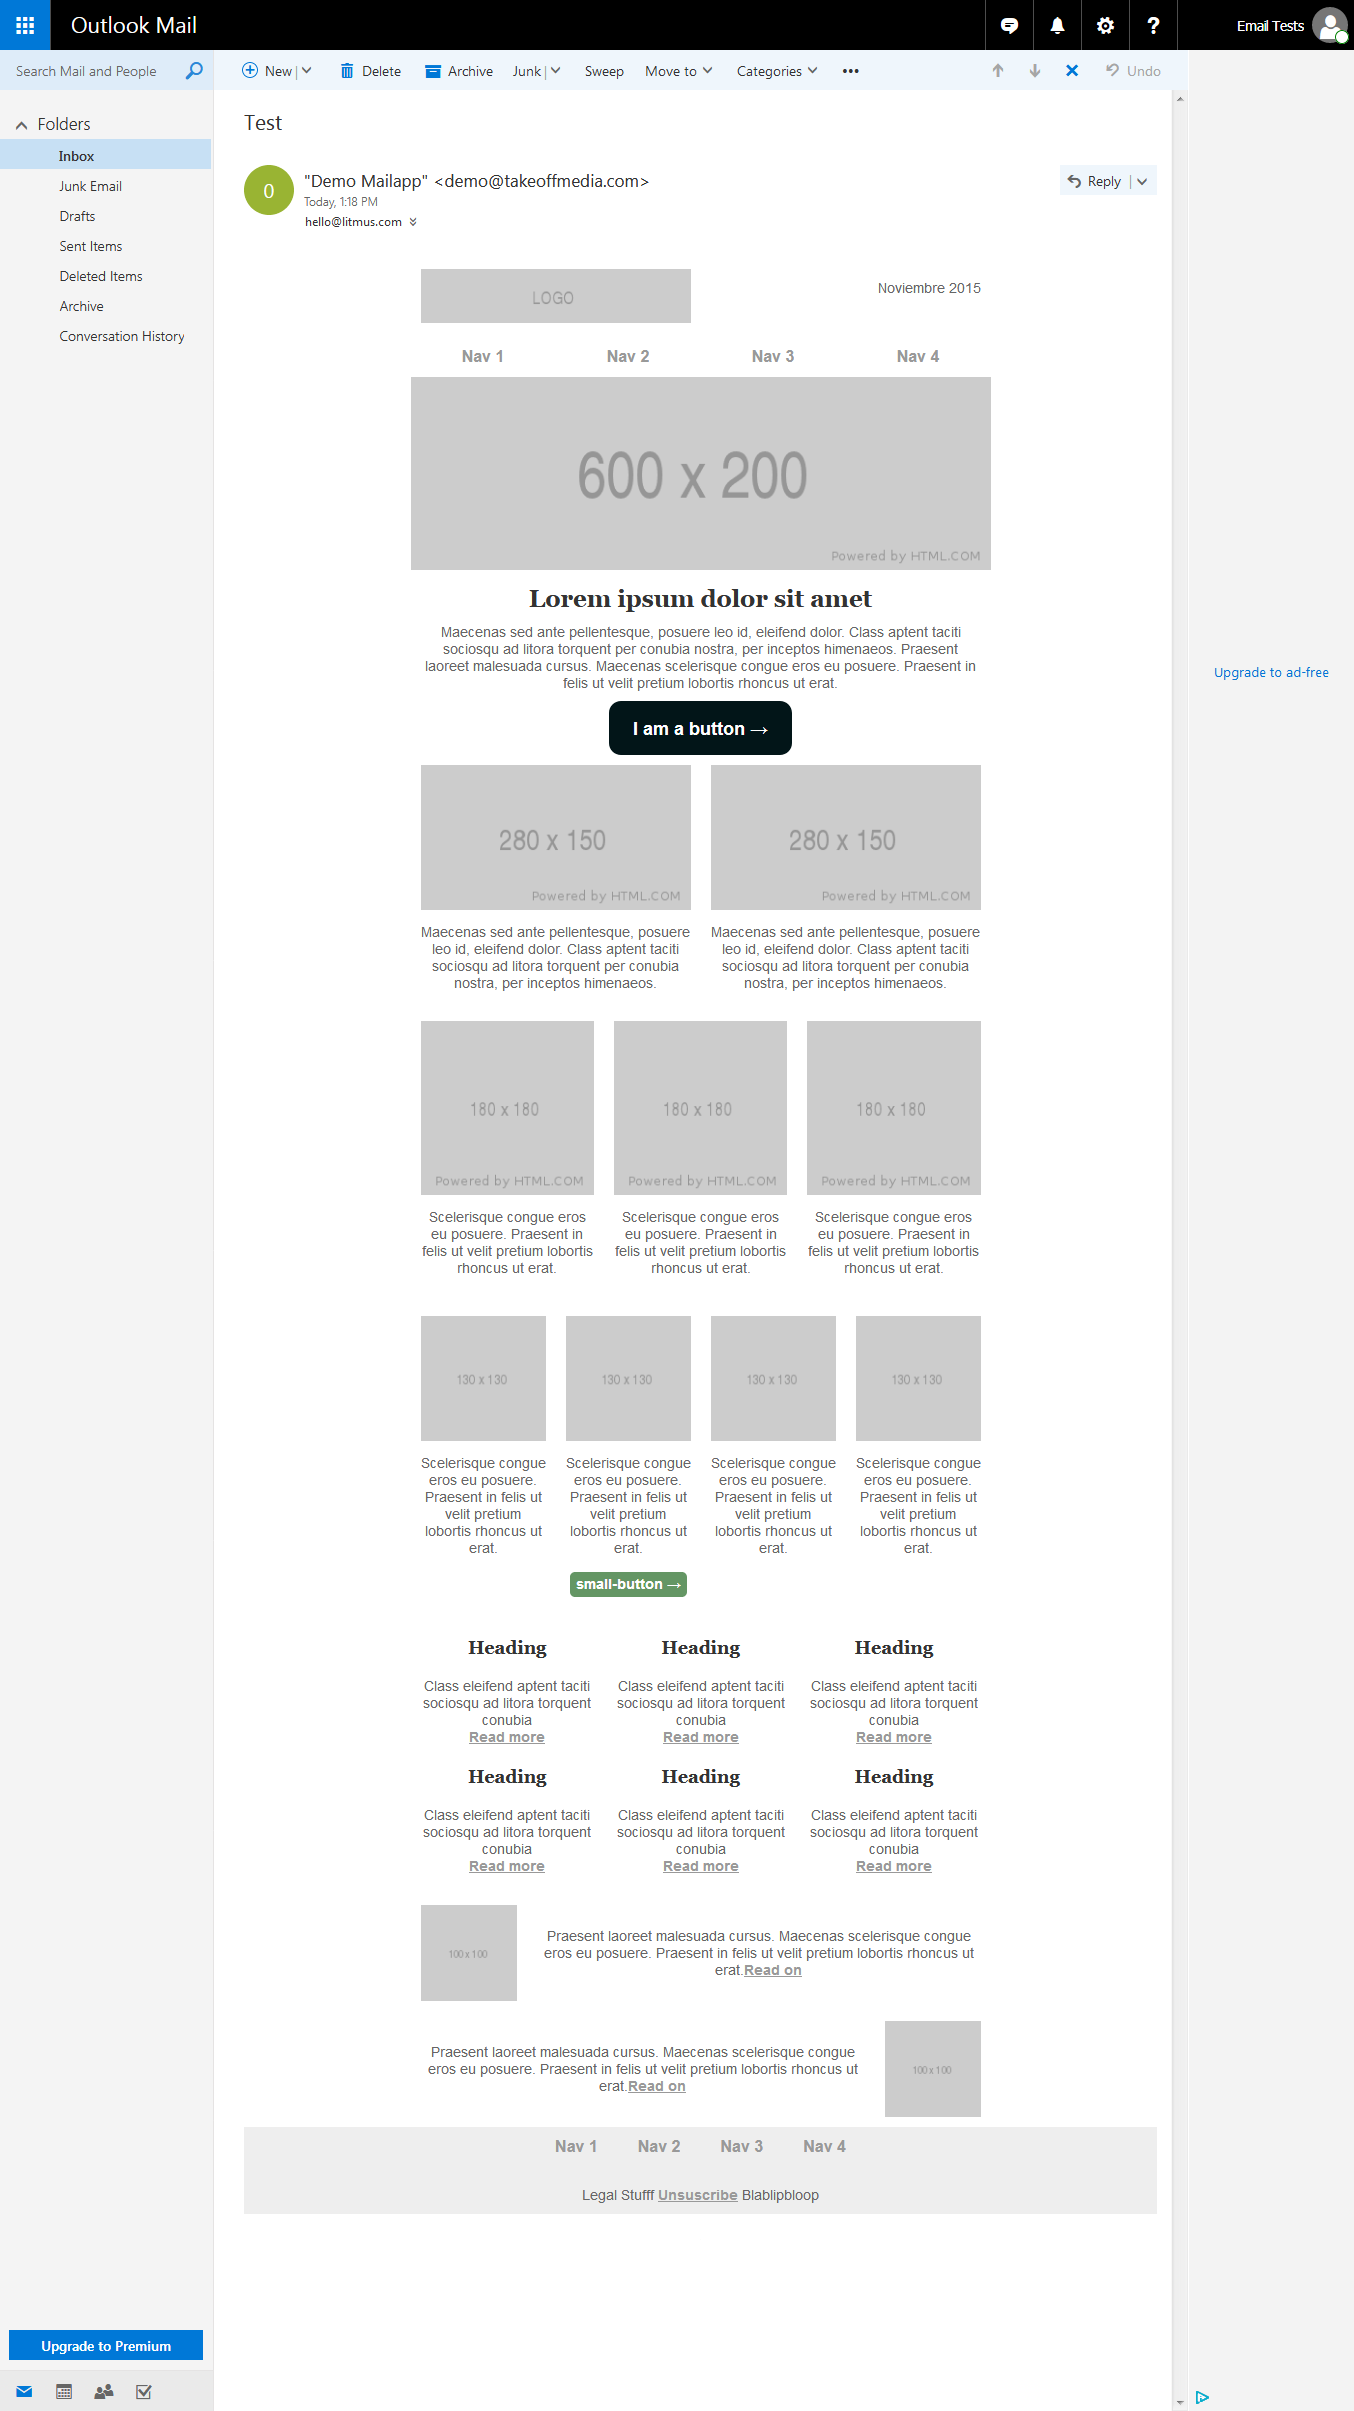 Outlook Mail
Email Tests
Search Mail and People
New
Delete
Archive
Junk
Sweep
Move to
Categories
Undo
Folders
Inbox
Junk Email
Drafts
Sent Items
Deleted Items
Archive
Conversation History
Test
0
"Demo Mailapp" <demo@takeoffmedia.com>
Today, 1:18 PM
hello@litmus.com
Reply
LOGO
Noviembre 2015
Nav 1 Nav 2 Nav 3 Nav 4
600 x 200
Powered by HTML.COM
Lorem ipsum dolor sit amet
Maecenas sed ante pellentesque, posuere leo id, eleifend dolor. Class aptent taciti
sociosqu ad litora torquent per conubia nostra, per inceptos himenaeos. Praesent
laoreet malesuada cursus. Maecenas scelerisque congue eros eu posuere. Praesent in
felis ut velit pretium lobortis rhoncus ut erat.
I am a button →
280 x 150
Powered by HTML.COM
Maecenas sed ante pellentesque, posuere
leo id, eleifend dolor. Class aptent taciti
sociosqu ad litora torquent per conubia
nostra, per inceptos himenaeos.
280 x 150
Powered by HTML.COM
Maecenas sed ante pellentesque, posuere
leo id, eleifend dolor. Class aptent taciti
sociosqu ad litora torquent per conubia
nostra, per inceptos himenaeos.
180 x 180
Powered by HTML.COM
Scelerisque congue eros
eu posuere. Praesent in
felis ut velit pretium lobortis
rhoncus ut erat.
180 x 180
Powered by HTML.COM
Scelerisque congue eros
eu posuere. Praesent in
felis ut velit pretium lobortis
rhoncus ut erat.
180 x 180
Powered by HTML.COM
Scelerisque congue eros
eu posuere. Praesent in
felis ut velit pretium lobortis
rhoncus ut erat.
130 x 130
Scelerisque congue
eros eu posuere.
Praesent in felis ut
velit pretium
lobortis rhoncus ut
erat.
130 x 130
Scelerisque congue
eros eu posuere.
Praesent in felis ut
velit pretium
lobortis rhoncus ut
erat.
small-button →
130 x 130
Scelerisque congue
eros eu posuere.
Praesent in felis ut
velit pretium
lobortis rhoncus ut
erat.
130 x 130
Scelerisque congue
eros eu posuere.
Praesent in felis ut
velit pretium
lobortis rhoncus ut
erat.
Heading
Class eleifend aptent taciti
sociosqu ad litora torquent
conubia
Read more
Heading
Class eleifend aptent taciti
sociosqu ad litora torquent
conubia
Read more
Heading
Class eleifend aptent taciti
sociosqu ad litora torquent
conubia
Read more
Heading
Class eleifend aptent taciti
sociosqu ad litora torquent
conubia
Read more
Heading
Class eleifend aptent taciti
sociosqu ad litora torquent
conubia
Read more
Heading
Class eleifend aptent taciti
sociosqu ad litora torquent
conubia
Read more
100 x 100
Praesent laoreet malesuada cursus. Maecenas scelerisque congue
eros eu posuere. Praesent in felis ut velit pretium lobortis rhoncus ut
erat.Read on
Praesent laoreet malesuada cursus. Maecenas scelerisque congue
eros eu posuere. Praesent in felis ut velit pretium lobortis rhoncus ut
erat.Read on
100 x 100
Nav 1 Nav 2 Nav 3 Nav 4
Legal Stufff Unsuscribe Blablipbloop
Upgrade to ad-free
Upgrade to Premium